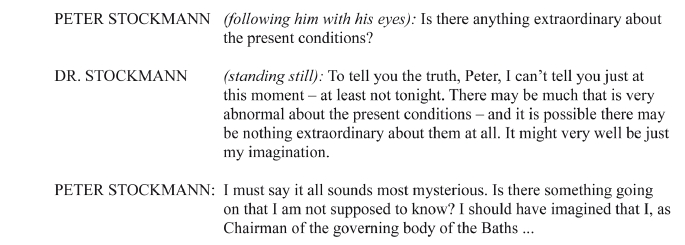 PETER STOCKMANN (following him with his eyes): Is there anything extraordinary about
the present conditions?
DR. STOCKMANN (standing still): To tell you the truth, Peter, I can’t tell you just at
this moment – at least not tonight. There may be much that is very
abnormal about the present conditions – and it is possible there may
be nothing extraordinary about them at all. It might very well be just
my imagination.
PETER STOCKMANN: I must say it all sounds most mysterious. Is there something going
on that I am not supposed to know? I should have imagined that I, as
Chairman of the governing body of the Baths ...